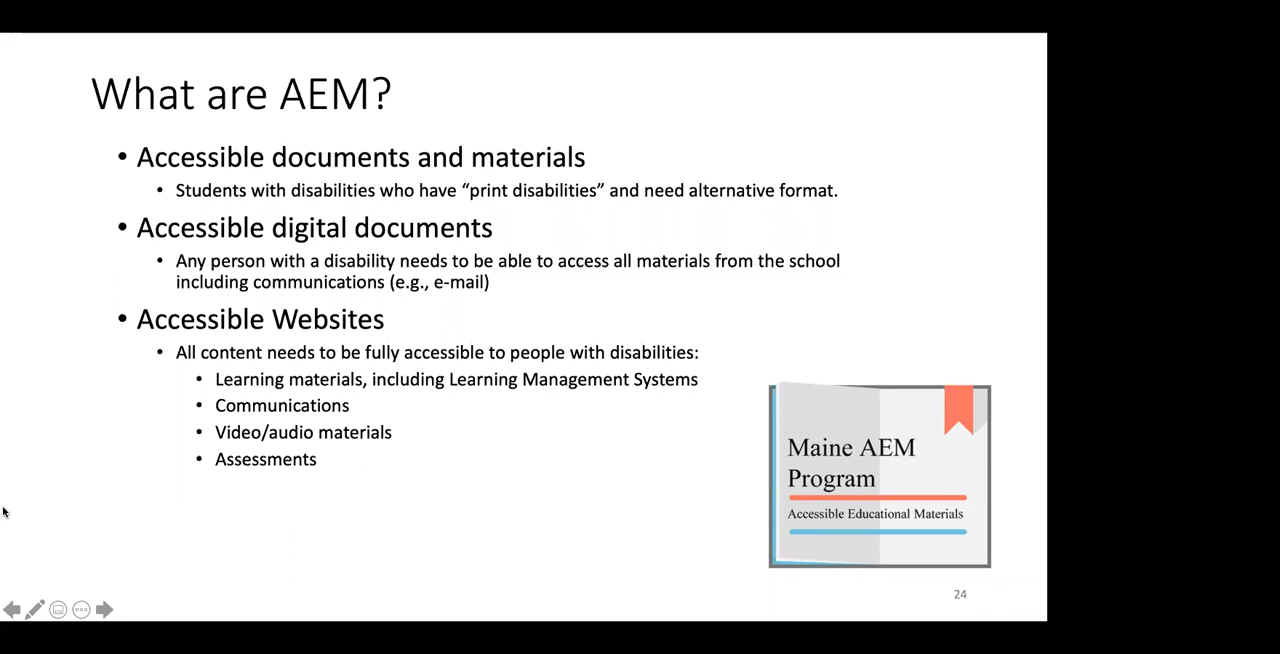 What are AEM?
• Accessible documents and materials
• Students with disabilities who have “print disabilities” and need alternative format.
• Accessible digital documents
• Any person with a disability needs to be able to access all materials from the school
including communications (e.g., e-mail)
• Accessible Websites
• All content needs to be fully accessible to people with disabilities:
• Learning materials, including Learning Management Systems
• Communications
• Video/audio materials
• Assessments
Maine AEM
Program
Accessible Educational Materials
24